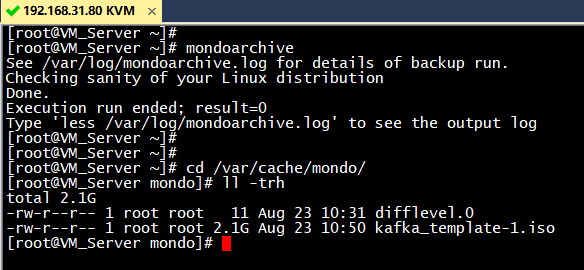 192.168.31.80 KVM
[root@VM_Server ~]#
[root@VM_Server ~]# mondoarchive
See /var/log/mondoarchive.log for details of backup run.
Checking sanity of your Linux distribution
Done.
Execution run ended; result=0
Type 'less /var/log/mondoarchive.log' to see the output log
[root@VM_Server ~]#
[root@VM_Server ~]#
[root@VM_Server ~]# cd /var/cache/mondo/
[root@VM_Server mondo]# ll -trh
total 2.1G
-rw-r--r-- 1 root root   11 Aug 23 10:31 difflevel.0
-rw-r--r-- 1 root root 2.1G Aug 23 10:50 kafka_template-1.iso
[root@VM_Server mondo]#